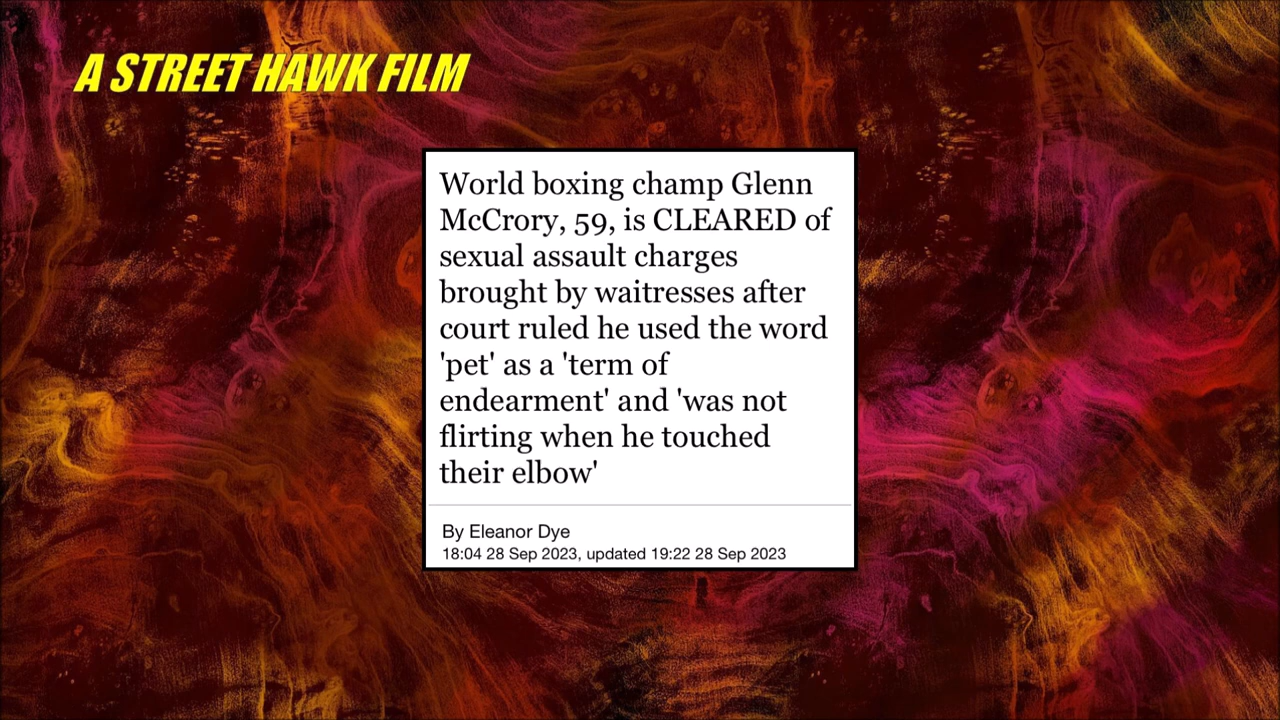 A STREET HAWK FILM
World boxing champ Glenn
McCrory, 59, is CLEARED of
sexual assault charges
brought by waitresses after
court ruled he used the word
'pet' as a 'term of
endearment' and 'was not
flirting when he touched
their elbow'
By Eleanor Dye
18:04 28 Sep 2023, updated 19:22 28 Sep 2023